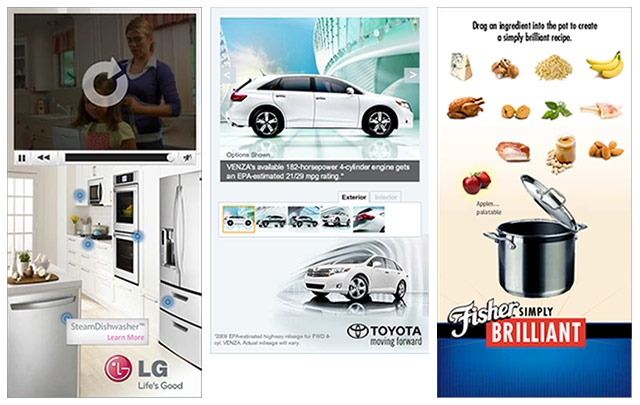 SteamDishwasher™
Learn More
LG
Life's Good
Options Shown.
VENZA's available 182-horsepower 4-cylinder engine gets
an EPA-estimated 21/29 mpg rating.*
Exterior
Interior
*2009 EPA-estimated highway mileage for FWD 4-
cyl. VENZA. Actual mileage will vary.
TOYOTA
moving forward
Drag an ingredient into the pot to create
a simply brilliant recipe.
Apples...
palatable
Fisher SIMPLY
BRILLIANT